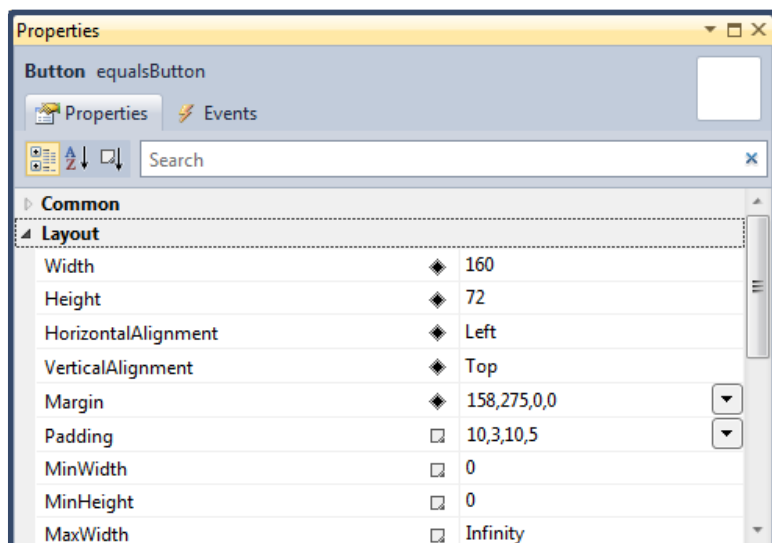 Properties
Button equalsButton
Properties Events
Search
Common
Layout
Width 160
Height 72
HorizontalAlignment Left
VerticalAlignment Top
Margin 158,275,0,0
Padding 10,3,10,5
MinWidth 0
MinHeight 0
MaxWidth Infinity